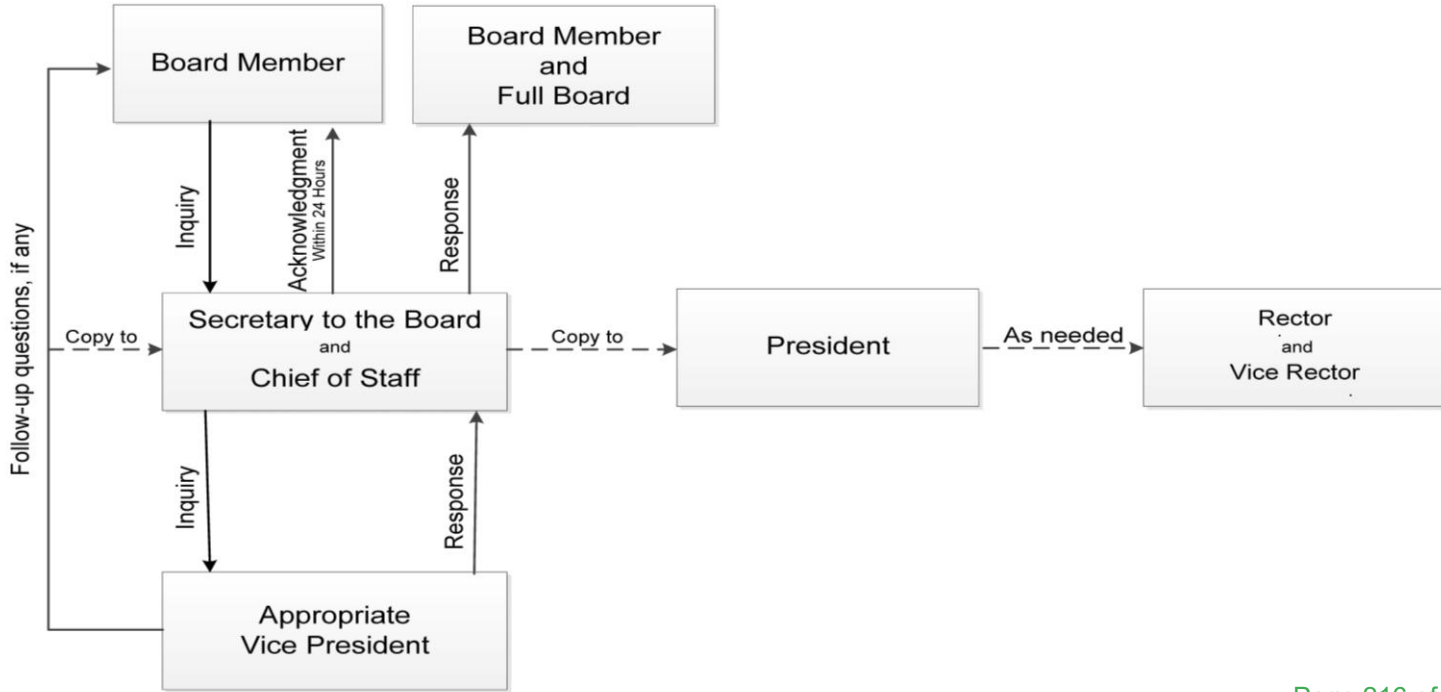 Board Member
Board Member
and
Full Board
Inquiry
Acknowledgment
Within 24 Hours
Response
Follow-up questions, if any
Copy to
Secretary to the Board
and
Chief of Staff
Copy to
President
As needed
Rector
and
Vice Rector
Inquiry
Response
Appropriate
Vice President